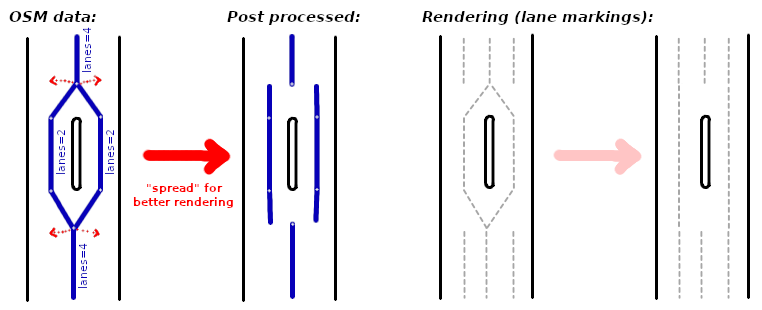 OSM data:
Post processed:
Rendering (lane markings):
lanes=4
lanes=2
lanes=2
"spread" for
better rendering
lanes=4